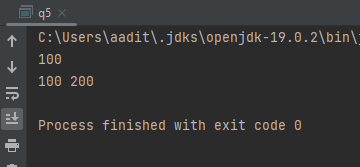 q5
C:\Users\aadit\.jdks\openjdk-19.0.2\bin\
100
100 200
Process finished with exit code 0